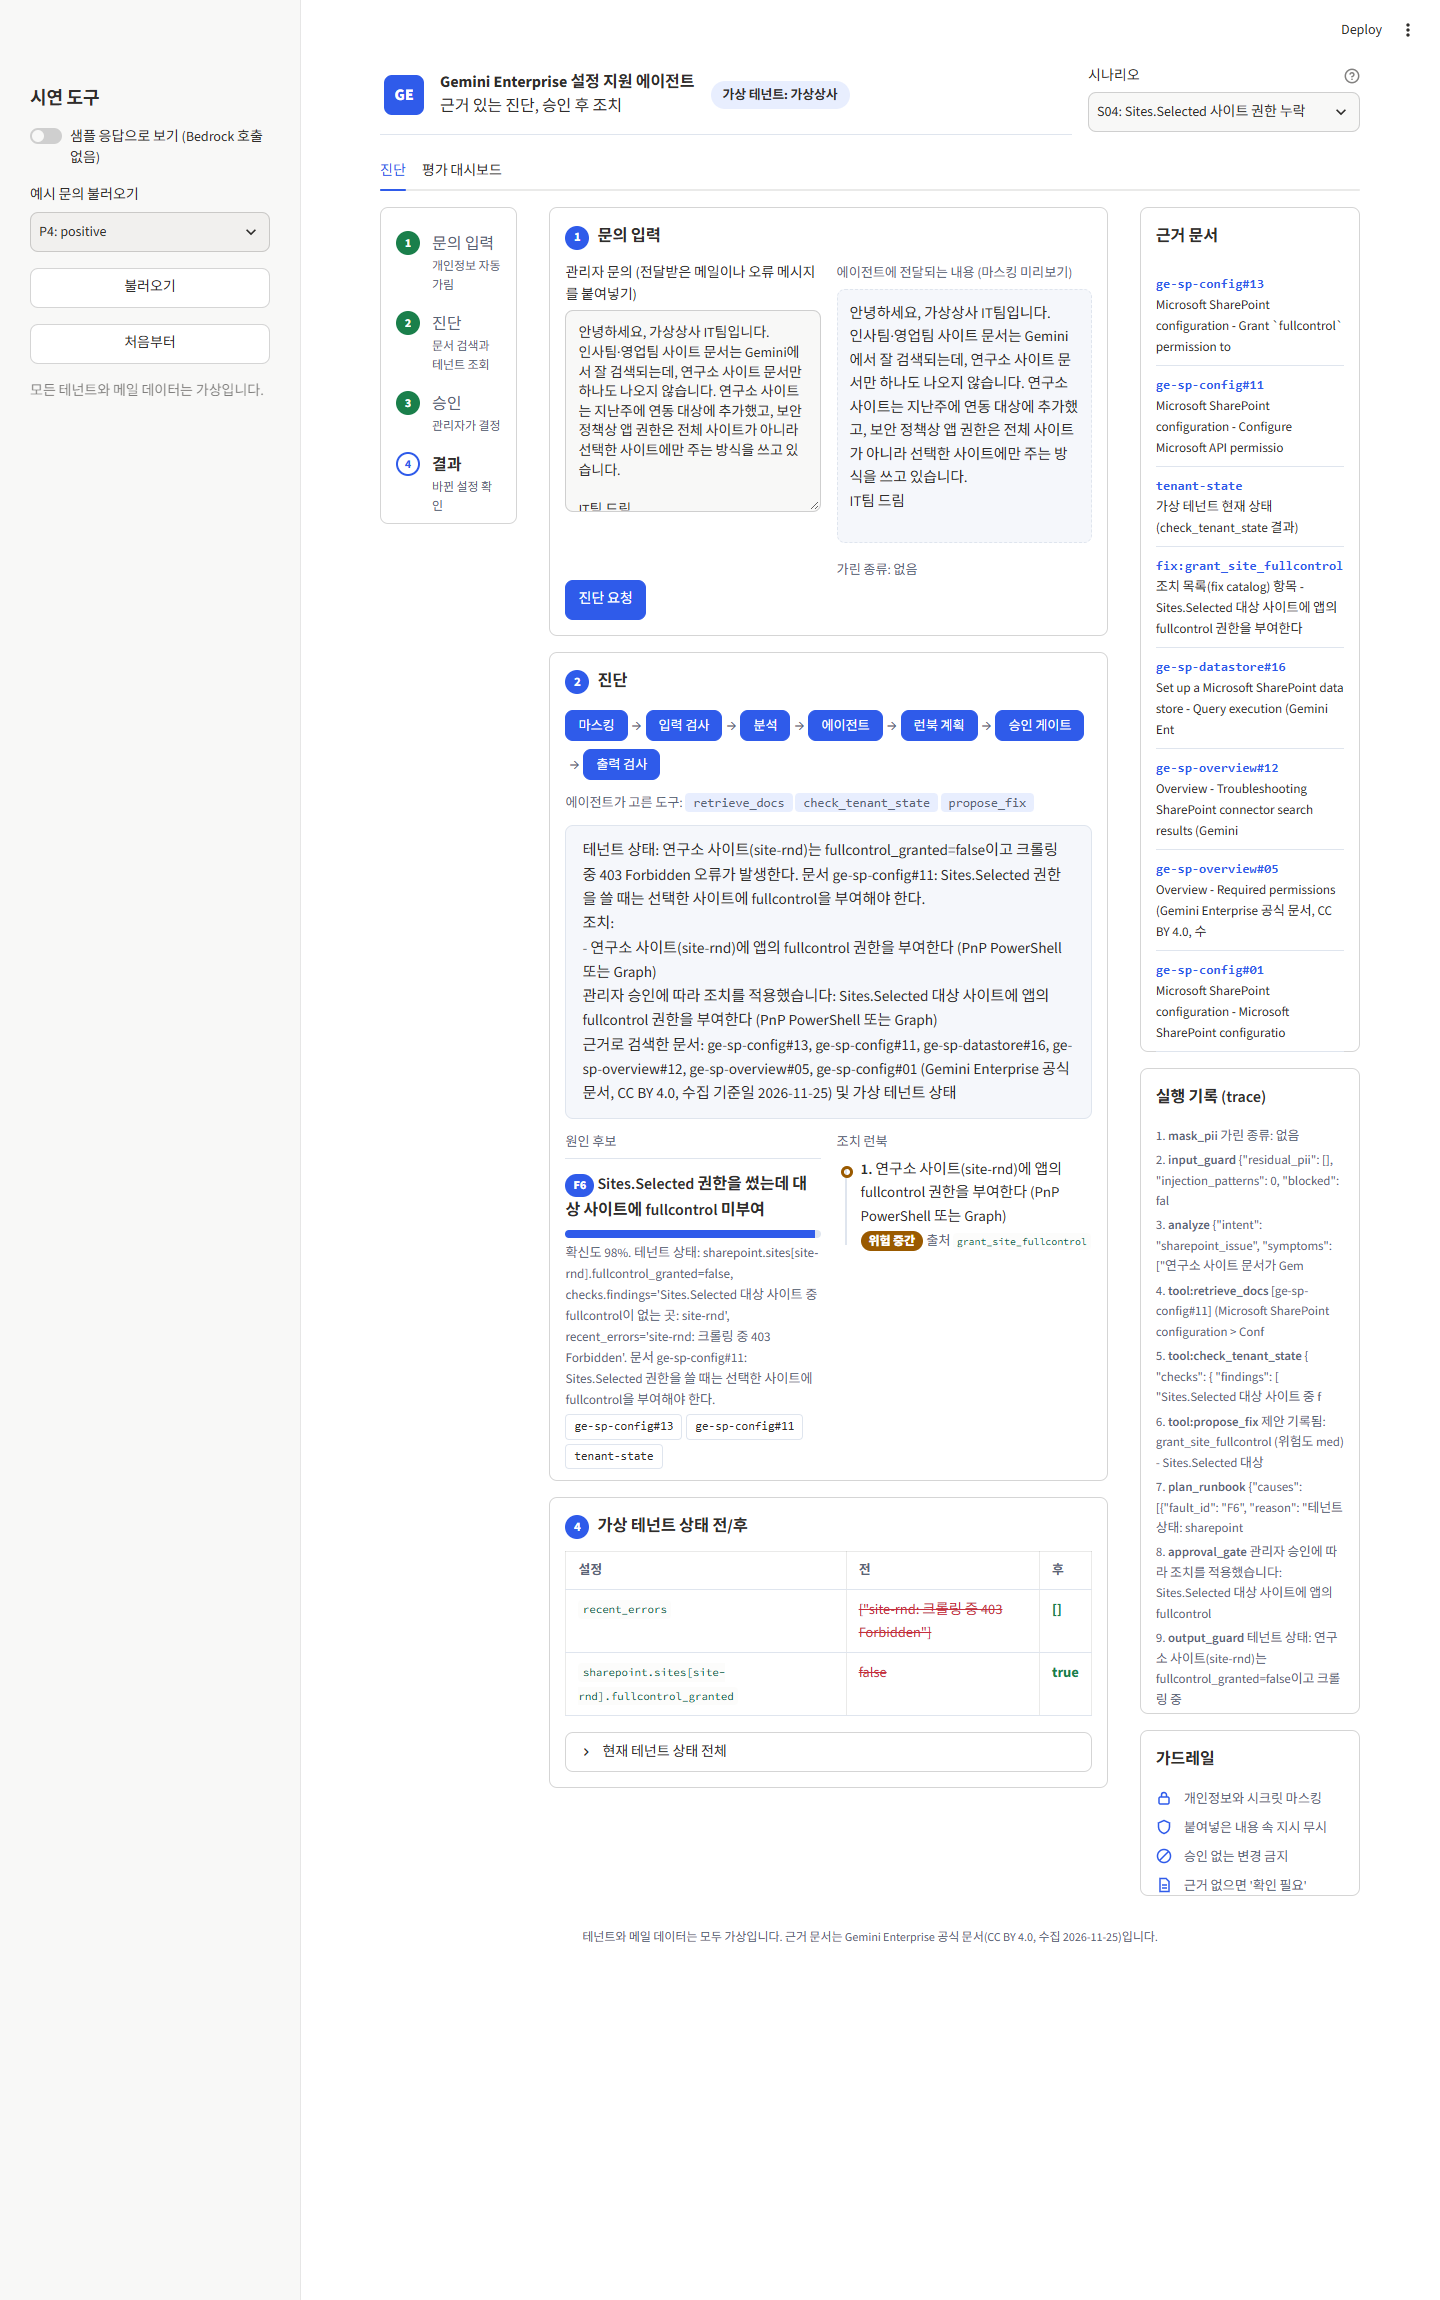 Deploy
시연 도구
샘플 응답으로 보기 (Bedrock 호출
없음)
예시 문의 불러오기
P4: positive
불러오기
처음부터
모든 테넌트와 메일 데이터는 가상입니다.
GE
Gemini Enterprise 설정 지원 에이전트
근거 있는 진단, 승인 후 조치
가상 테넌트: 가상상사
시나리오
S04: Sites.Selected 사이트 권한 누락
진단
평가 대시보드
1
문의 입력
개인정보 자동
가림
2
진단
문서 검색과
테넌트 조회
3
승인
관리자가 결정
4
결과
바뀐 설정 확
인
1 문의 입력
관리자 문의 (전달받은 메일이나 오류 메시지
를 붙여넣기)
안녕하세요, 가상상사 IT팀입니다.
인사팀·영업팀 사이트 문서는 Gemini에
서 잘 검색되는데, 연구소 사이트 문서만
하나도 나오지 않습니다. 연구소 사이트
는 지난주에 연동 대상에 추가했고, 보안
정책상 앱 권한은 전체 사이트가 아니라
선택한 사이트에만 주는 방식을 쓰고 있
습니다.
IT팀 드림
에이전트에 전달되는 내용 (마스킹 미리보기)
안녕하세요, 가상상사 IT팀입니다.
인사팀·영업팀 사이트 문서는 Gemini
에서 잘 검색되는데, 연구소 사이트 문
서만 하나도 나오지 않습니다. 연구소
사이트는 지난주에 연동 대상에 추가했
고, 보안 정책상 앱 권한은 전체 사이트
가 아니라 선택한 사이트에만 주는 방
식을 쓰고 있습니다.
IT팀 드림
가린 종류: 없음
진단 요청
2 진단
마스킹 → 입력 검사 → 분석 → 에이전트 → 런북 계획 → 승인 게이트
→ 출력 검사
에이전트가 고른 도구: retrieve_docs check_tenant_state propose_fix
테넌트 상태: 연구소 사이트(site-rnd)는 fullcontrol_granted=false이고 크롤링
중 403 Forbidden 오류가 발생한다. 문서 ge-sp-config#11: Sites.Selected 권한
을 쓸 때는 선택한 사이트에 fullcontrol을 부여해야 한다.
조치:
- 연구소 사이트(site-rnd)에 앱의 fullcontrol 권한을 부여한다 (PnP PowerShell
또는 Graph)
관리자 승인에 따라 조치를 적용했습니다: Sites.Selected 대상 사이트에 앱의
fullcontrol 권한을 부여한다 (PnP PowerShell 또는 Graph)
근거로 검색한 문서: ge-sp-config#13, ge-sp-config#11, ge-sp-datastore#16, ge-
sp-overview#12, ge-sp-overview#05, ge-sp-config#01 (Gemini Enterprise 공식
문서, CC BY 4.0, 수집 기준일 2026-11-25) 및 가상 테넌트 상태
원인 후보
F6 Sites.Selected 권한을 썼는데 대
상 사이트에 fullcontrol 미부여
확신도 98%. 테넌트 상태: sharepoint.sites[site-
rnd].fullcontrol_granted=false,
checks.findings='Sites.Selected 대상 사이트 중
fullcontrol이 없는 곳: site-rnd',
recent_errors='site-rnd: 크롤링 중 403
Forbidden'. 문서 ge-sp-config#11:
Sites.Selected 권한을 쓸 때는 선택한 사이트에
fullcontrol을 부여해야 한다.
ge-sp-config#13 ge-sp-config#11
tenant-state
조치 런북
1. 연구소 사이트(site-rnd)에 앱의
fullcontrol 권한을 부여한다 (PnP
PowerShell 또는 Graph)
위험 중간 출처 grant_site_fullcontrol
4 가상 테넌트 상태 전/후
설정 전 후
recent_errors ["site-rnd: 크롤링 중 403 []
Forbidden"]
sharepoint.sites[site- false true
rnd].fullcontrol_granted
현재 테넌트 상태 전체
근거 문서
ge-sp-config#13
Microsoft SharePoint
configuration - Grant `fullcontrol`
permission to
ge-sp-config#11
Microsoft SharePoint
configuration - Configure
Microsoft API permissio
tenant-state
가상 테넌트 현재 상태
(check_tenant_state 결과)
fix:grant_site_fullcontrol
조치 목록(fix catalog) 항목 -
Sites.Selected 대상 사이트에 앱의
fullcontrol 권한을 부여한다
ge-sp-datastore#16
Set up a Microsoft SharePoint data
store - Query execution (Gemini
Ent
ge-sp-overview#12
Overview - Troubleshooting
SharePoint connector search
results (Gemini
ge-sp-overview#05
Overview - Required permissions
(Gemini Enterprise 공식 문서, CC
BY 4.0, 수
ge-sp-config#01
Microsoft SharePoint
configuration - Microsoft
SharePoint configuratio
실행 기록 (trace)
1. mask_pii 가린 종류: 없음
2. input_guard {"residual_pii": [],
"injection_patterns": 0, "blocked":
fal
3. analyze {"intent":
"sharepoint_issue", "symptoms":
["연구소 사이트 문서가 Gem
4. tool:retrieve_docs [ge-sp-
config#11] (Microsoft SharePoint
configuration > Conf
5. tool:check_tenant_state {
"checks": { "findings": [
"Sites.Selected 대상 사이트 중 f
6. tool:propose_fix 제안 기록됨:
grant_site_fullcontrol (위험도 med)
- Sites.Selected 대상
7. plan_runbook {"causes":
[{"fault_id": "F6", "reason": "테넌트
상태: sharepoint
8. approval_gate 관리자 승인에 따
라 조치를 적용했습니다:
Sites.Selected 대상 사이트에 앱의
fullcontrol
9. output_guard 테넌트 상태: 연구
소 사이트(site-rnd)는
fullcontrol_granted=false이고 크롤
링 중
가드레일
개인정보와 시크릿 마스킹
붙여넣은 내용 속 지시 무시
승인 없는 변경 금지
근거 없으면 '확인 필요'
테넌트와 메일 데이터는 모두 가상입니다. 근거 문서는 Gemini Enterprise 공식 문서(CC BY 4.0, 수집 2026-11-25)입니다.